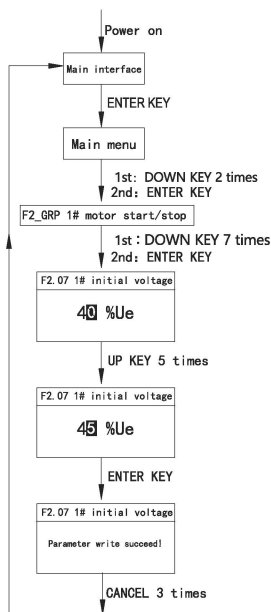 Power on
Main interface
ENTER KEY
Main menu
1st: DOWN KEY 2 times
2nd: ENTER KEY
F2_GRP 1# motor start/stop
1st：DOWN KEY 7 times
2nd: ENTER KEY
F2.07 1# initial voltage
40 %Ue
UP KEY 5 times
F2.07 1# initial voltage
45 %Ue
ENTER KEY
F2.07 1# initial voltage
Parameter write succeed!
CANCEL 3 times